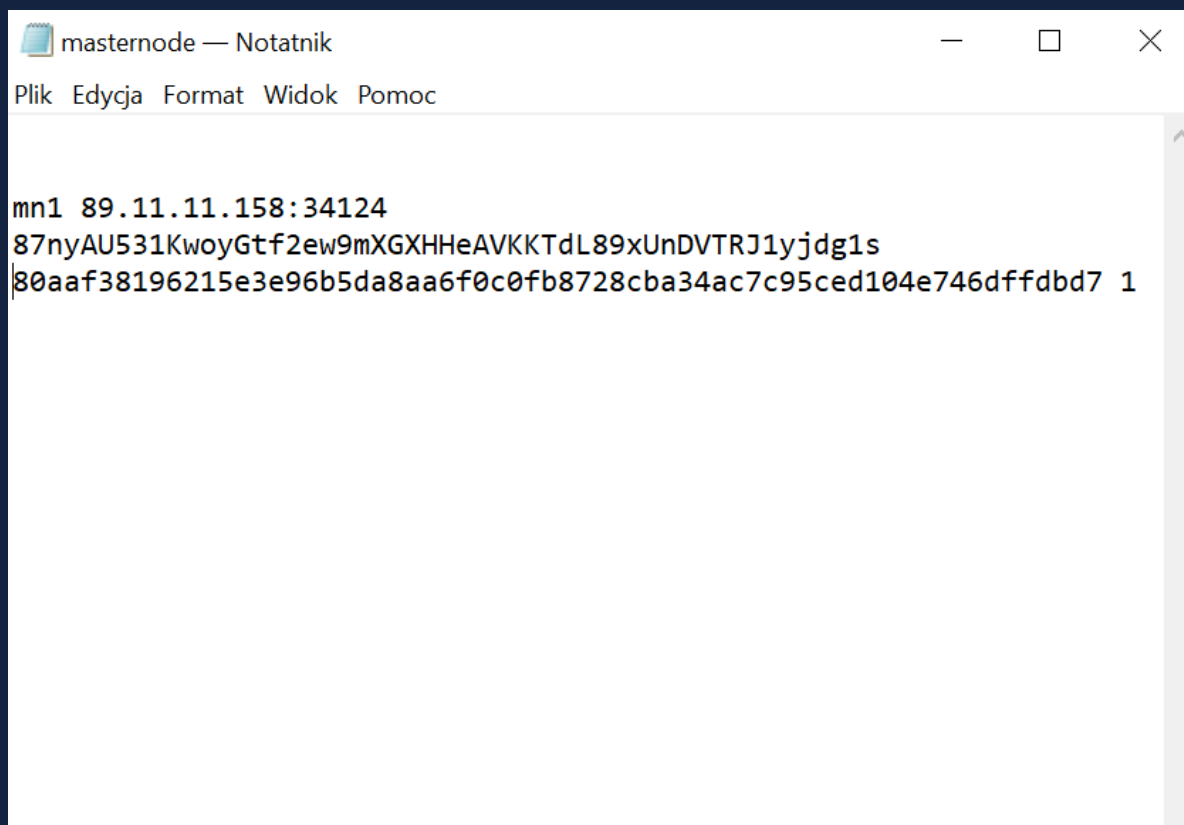 masternode — Notatnik
Plik Edycja Format Widok Pomoc
mn1 89.11.11.158:34124
87nyAU531KwoyGtf2ew9mXGXHHeAVKKTdL89xUnDVTRJ1yjdg1s
80aaf38196215e3e96b5da8aa6f0c0fb8728cba34ac7c95ced104e746dffdbd7 1